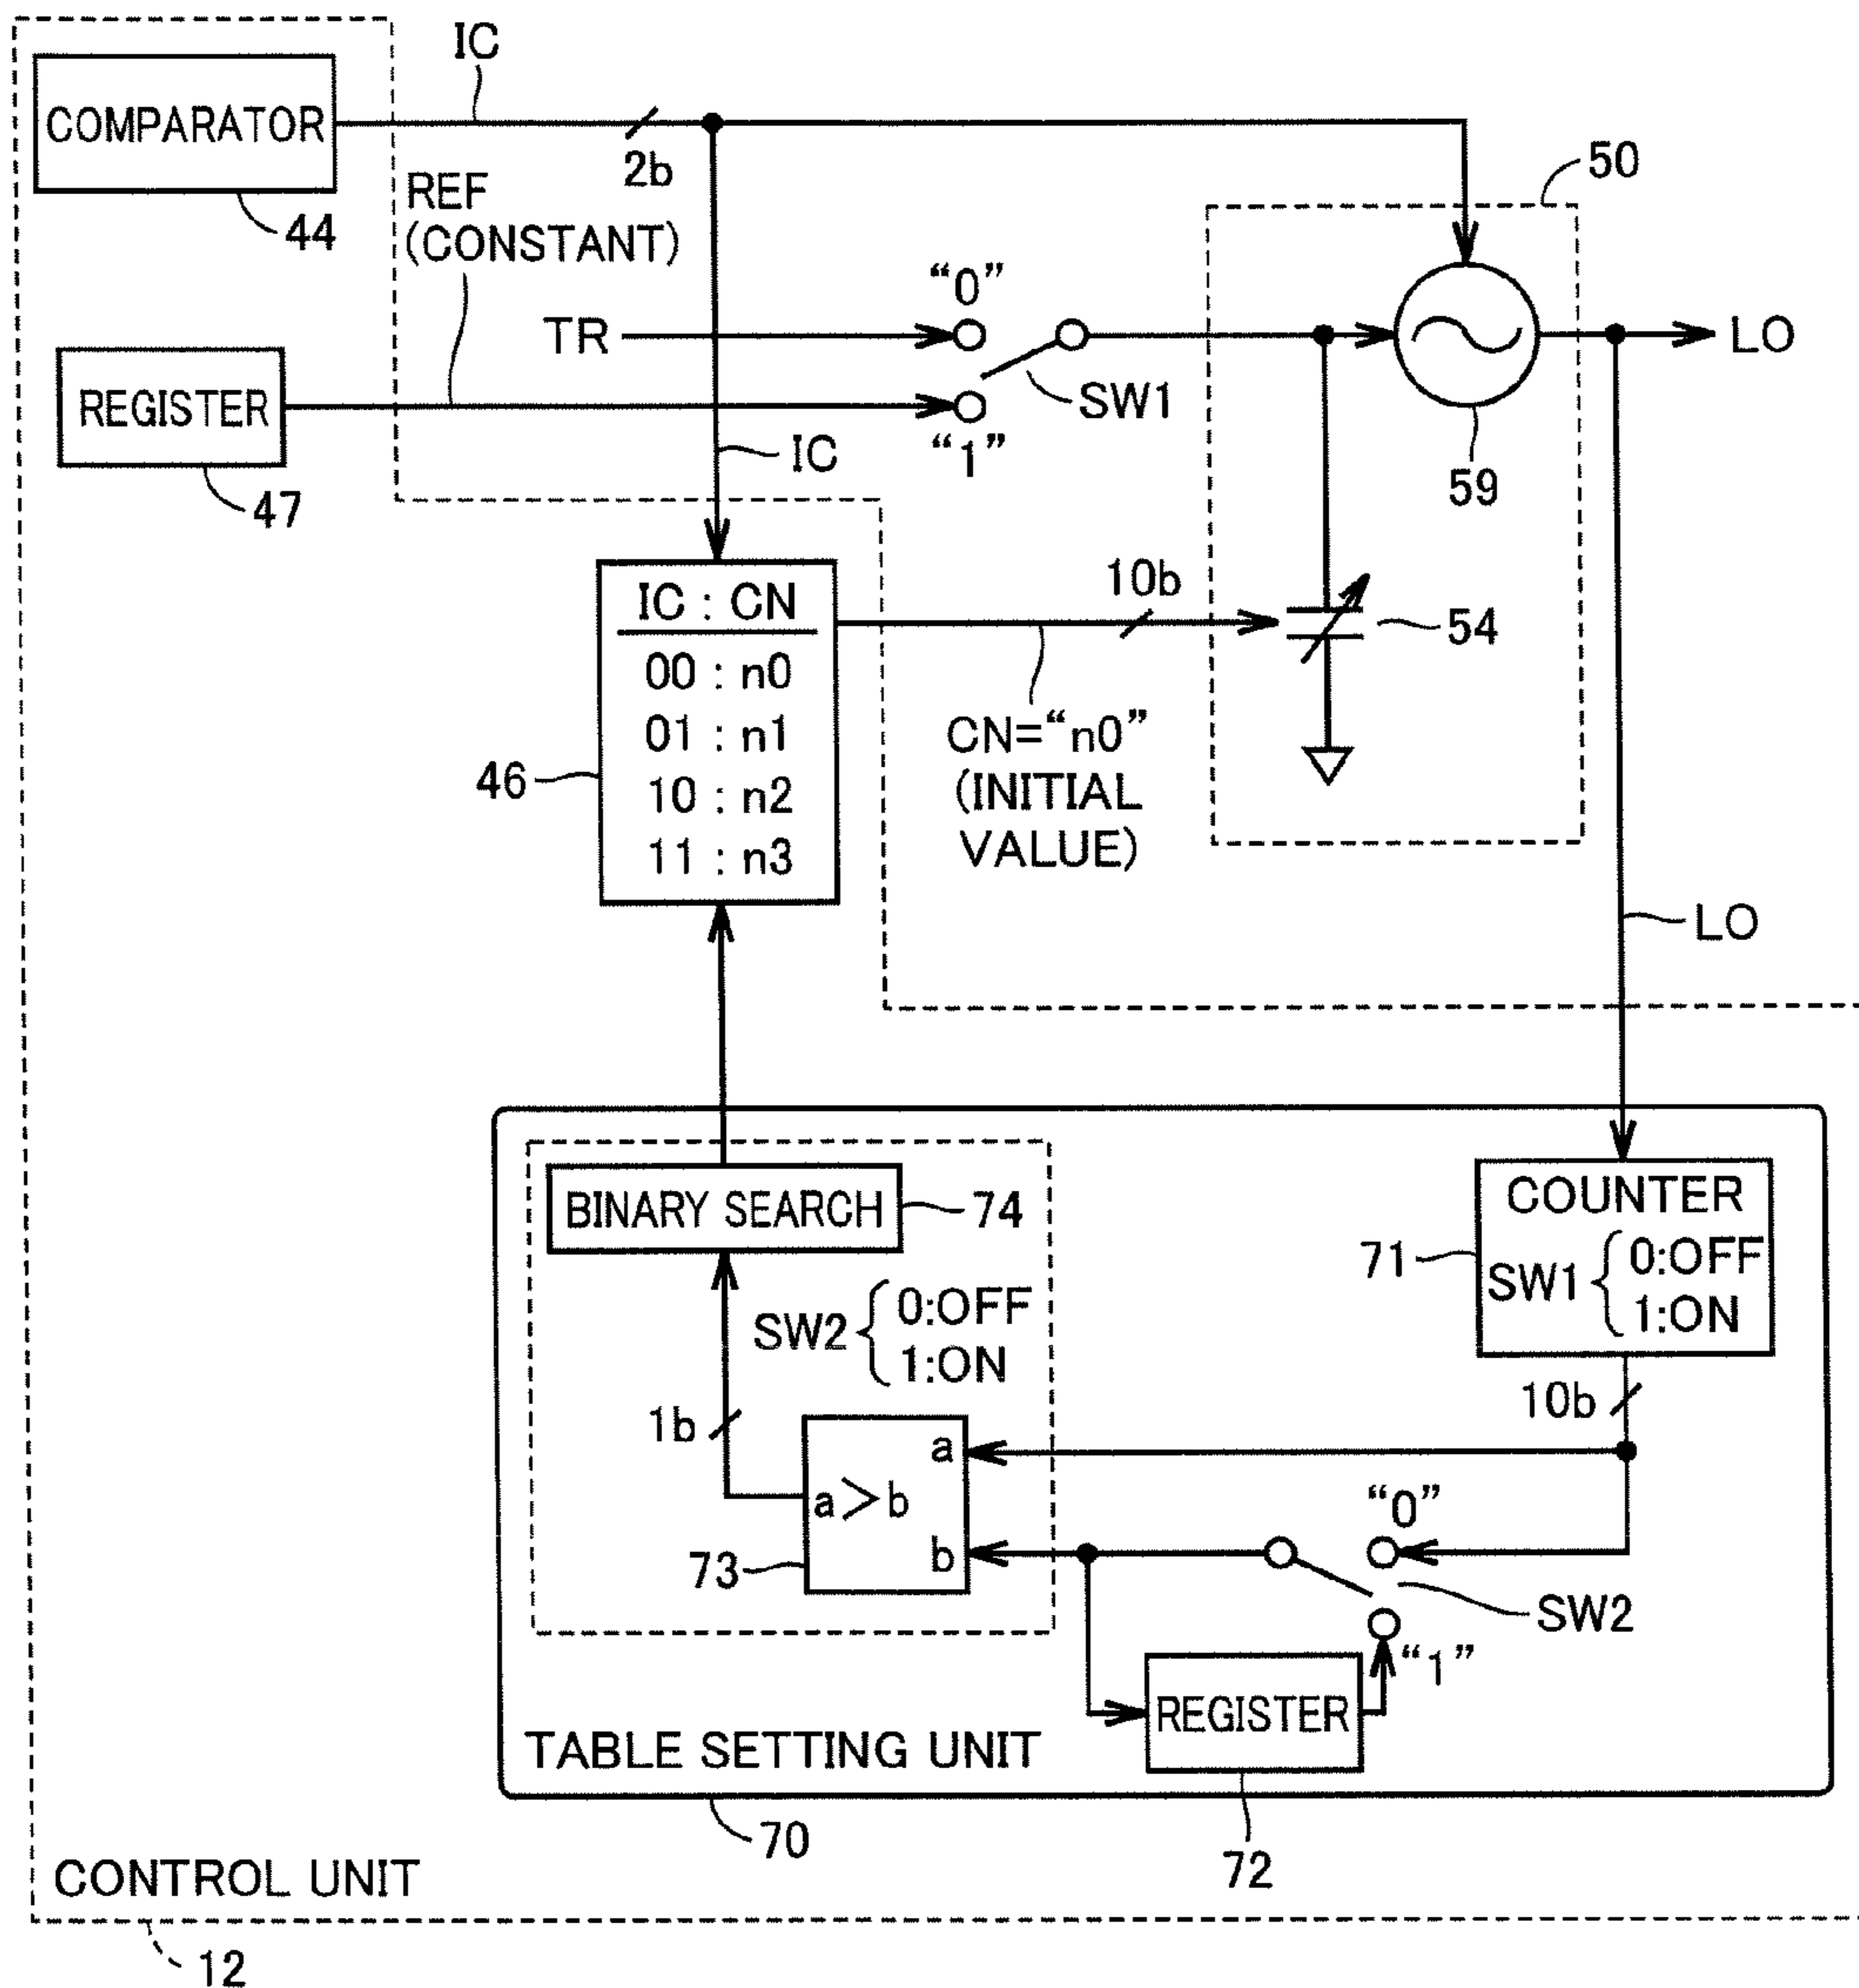 IC
COMPARATOR
2b
50
44
REF
(CONSTANT)
"0"
TR
LO
REGISTER
SW1
"1"
IC
59
47
10b
IC : CN
00 : n0
01 : n1
10 : n2
11 : n3
54
46
CN="n0"
(INITIAL
VALUE)
LO
BINARY SEARCH
74
COUNTER
71
SW1 { 0:OFF
1:ON
SW2 { 0:OFF
1:ON
10b
1b
a
a>b
b
"0"
73
SW2
"1"
REGISTER
TABLE SETTING UNIT
70
72
CONTROL UNIT
12